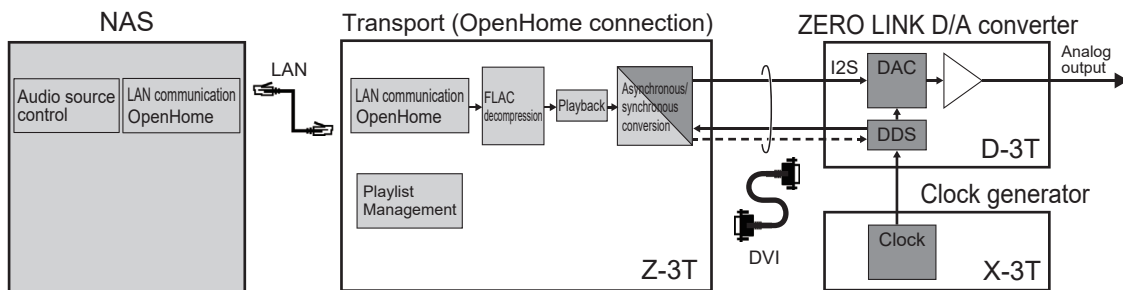 NAS
Audio source
control
LAN communication
OpenHome
LAN
Transport (OpenHome connection)
LAN communication
OpenHome
FLAC
decompression
Playback
Asynchronous/
synchronous
conversion
Playlist
Management
Z-3T
DVI
ZERO LINK D/A converter
I2S
DAC
DDS
D-3T
Analog
output
Clock generator
Clock
X-3T